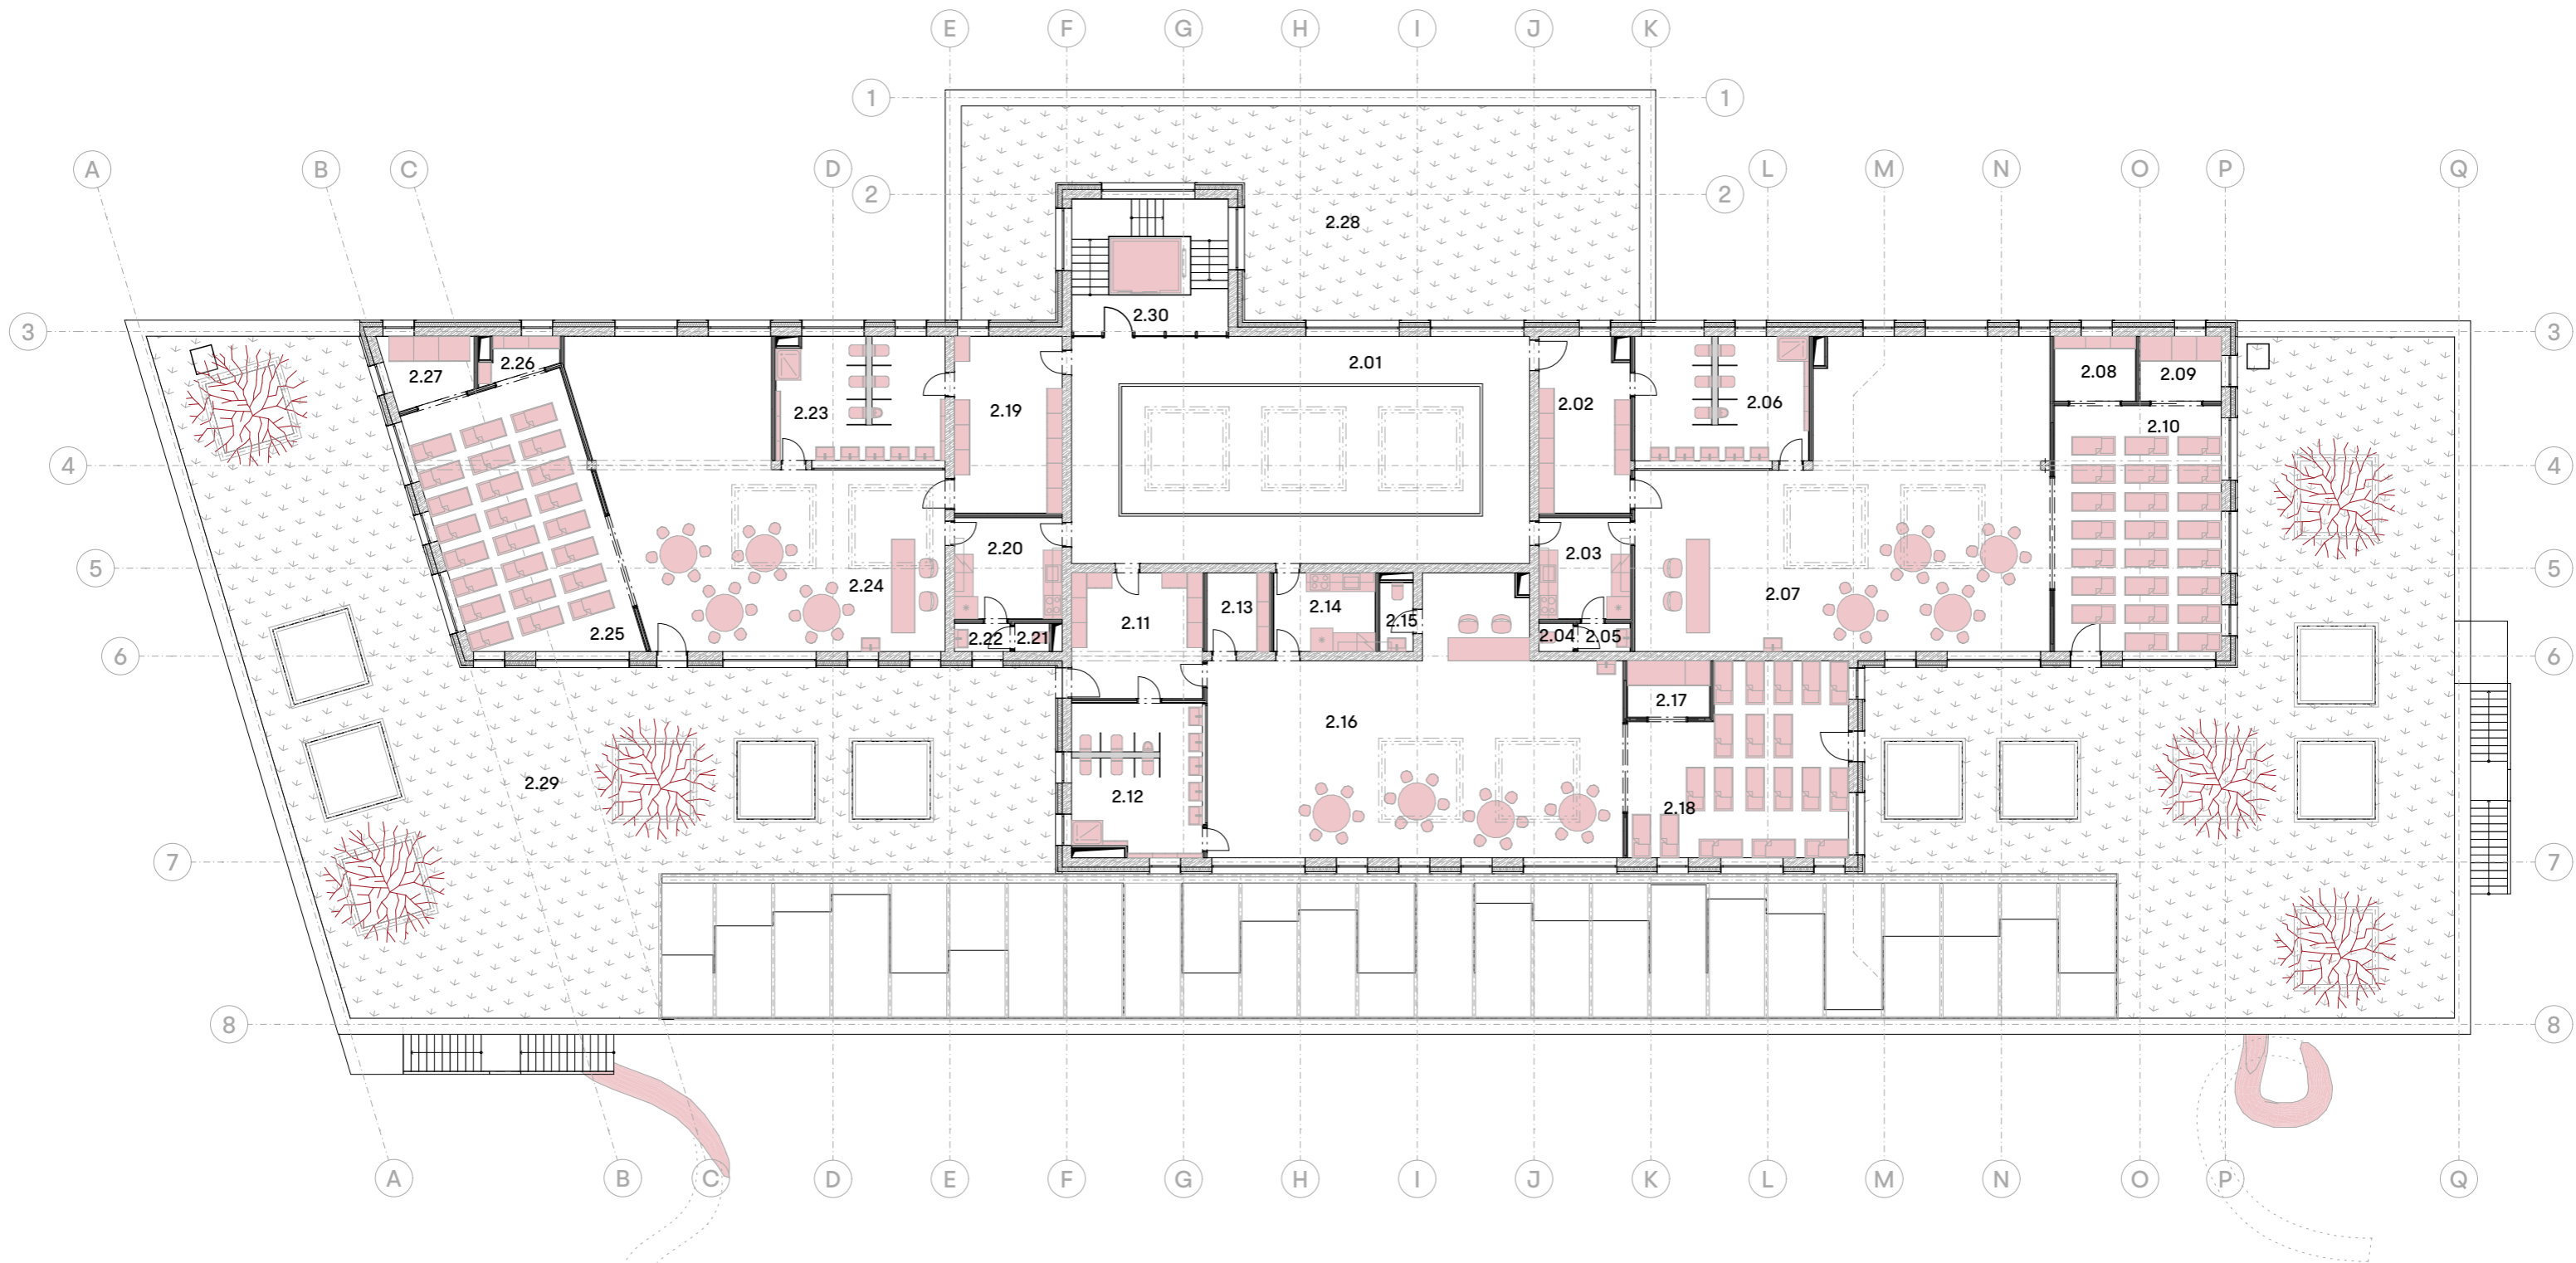 E F G H I J K
1 1
A B C D L M N O P Q
2 2
2.28
2.30
3 3
2.27 2.26 2.01 2.08 2.09
2.23 2.19 2.02 2.06
2.10
4 4
2.20 2.03
5 5
2.24 2.07
2.25 2.22 2.21 2.11 2.13 2.14 2.15 2.04 2.05
6 6
2.17
2.16
2.29 2.12 2.18
7 7
8 8
A B C D E F G H I J K L M N O P Q